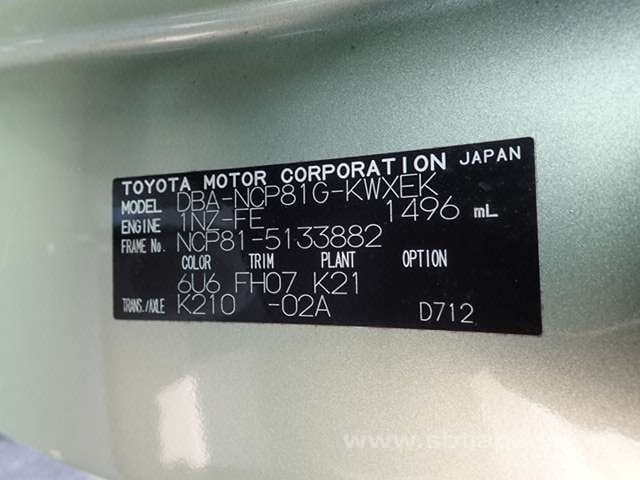 TOYOTA MOTOR CORPORATION JAPAN
MODEL DBA-NCP81G-KWXEK
ENGINE 1NZ-FE 1496 mL
FRAME No. NCP81-5133882
COLOR TRIM PLANT OPTION
6U6 FH07 K21
TRANS./AXLE K210 -02A D712